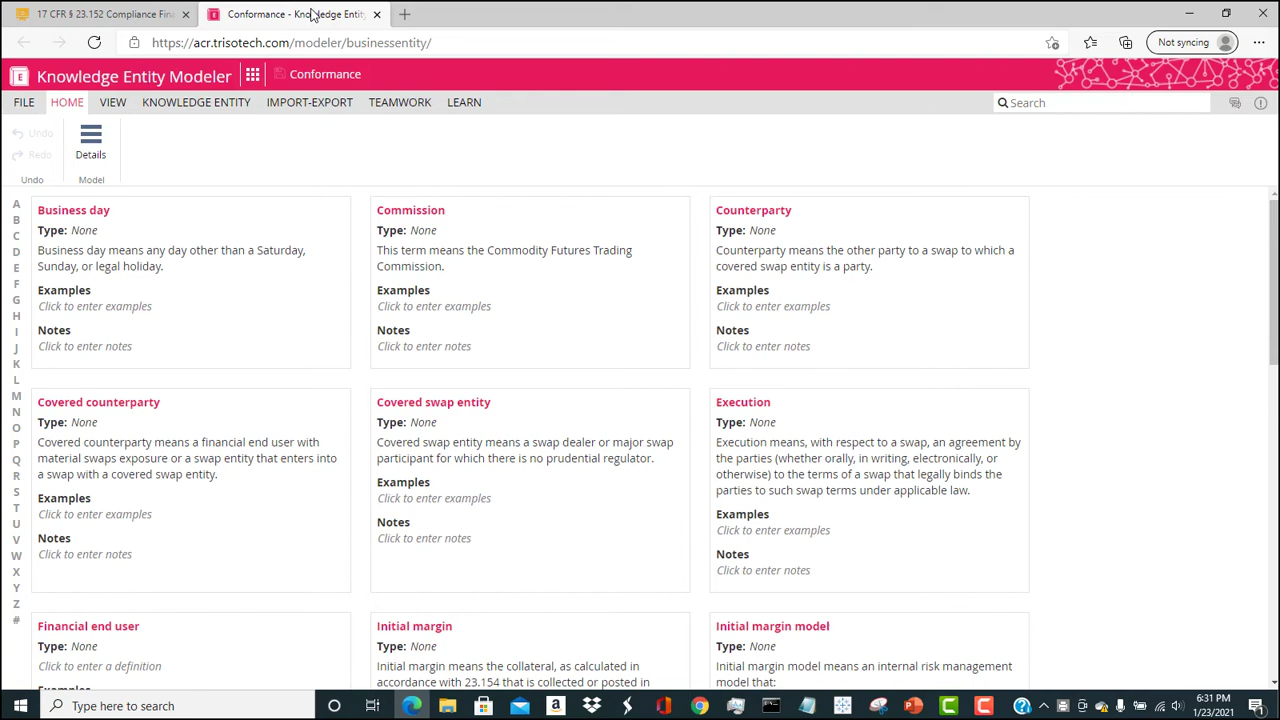 17 CFR § 23.152 Compliance Fina
Conformance - Knowledge Entity
https://acr.trisotech.com/modeler/businessentity/
Not syncing
Knowledge Entity Modeler
Conformance
FILE HOME VIEW KNOWLEDGE ENTITY IMPORT-EXPORT TEAMWORK LEARN
Search
Undo
Redo
Undo
Details
Model
A
B
C
D
E
F
G
H
I
J
K
L
M
N
O
P
Q
R
S
T
U
V
W
X
Y
Z
#
Business day
Type: None
Business day means any day other than a Saturday,
Sunday, or legal holiday.
Examples
Click to enter examples
Notes
Click to enter notes
Commission
Type: None
This term means the Commodity Futures Trading
Commission.
Examples
Click to enter examples
Notes
Click to enter notes
Counterparty
Type: None
Counterparty means the other party to a swap to which a
covered swap entity is a party.
Examples
Click to enter examples
Notes
Click to enter notes
Covered counterparty
Type: None
Covered counterparty means a financial end user with
material swaps exposure or a swap entity that enters into
a swap with a covered swap entity.
Examples
Click to enter examples
Notes
Click to enter notes
Covered swap entity
Type: None
Covered swap entity means a swap dealer or major swap
participant for which there is no prudential regulator.
Examples
Click to enter examples
Notes
Click to enter notes
Execution
Type: None
Execution means, with respect to a swap, an agreement by
the parties (whether orally, in writing, electronically, or
otherwise) to the terms of a swap that legally binds the
parties to such swap terms under applicable law.
Examples
Click to enter examples
Notes
Click to enter notes
Financial end user
Type: None
Click to enter a definition
Examples
Initial margin
Type: None
Initial margin means the collateral, as calculated in
accordance with 23.154 that is collected or posted in
Initial margin model
Type: None
Initial margin model means an internal risk management
model that:
Type here to search
6:31 PM
1/23/2021